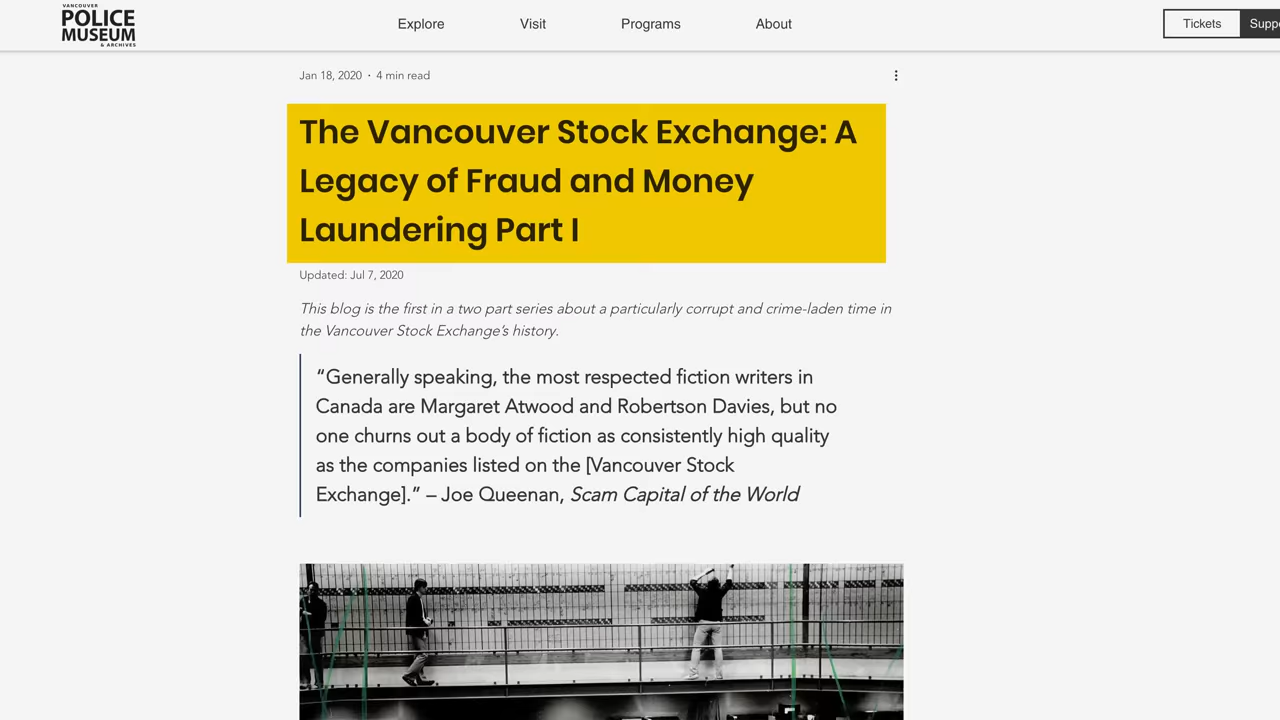 VANCOUVER
POLICE
MUSEUM
& ARCHIVES
Explore
Visit
Programs
About
Tickets
Supp
Jan 18, 2020 · 4 min read
The Vancouver Stock Exchange: A
Legacy of Fraud and Money
Laundering Part I
Updated: Jul 7, 2020
This blog is the first in a two part series about a particularly corrupt and crime-laden time in
the Vancouver Stock Exchange’s history.
“Generally speaking, the most respected fiction writers in
Canada are Margaret Atwood and Robertson Davies, but no
one churns out a body of fiction as consistently high quality
as the companies listed on the [Vancouver Stock
Exchange].” – Joe Queenan, Scam Capital of the World